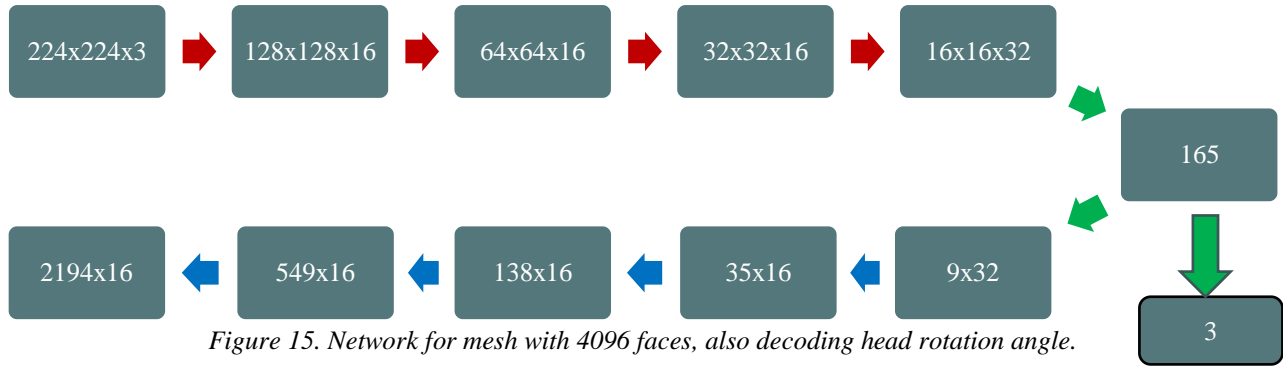 224x224x3
128x128x16
64x64x16
32x32x16
16x16x32
165
2194x16
549x16
138x16
35x16
9x32
3
Figure 15. Network for mesh with 4096 faces, also decoding head rotation angle.